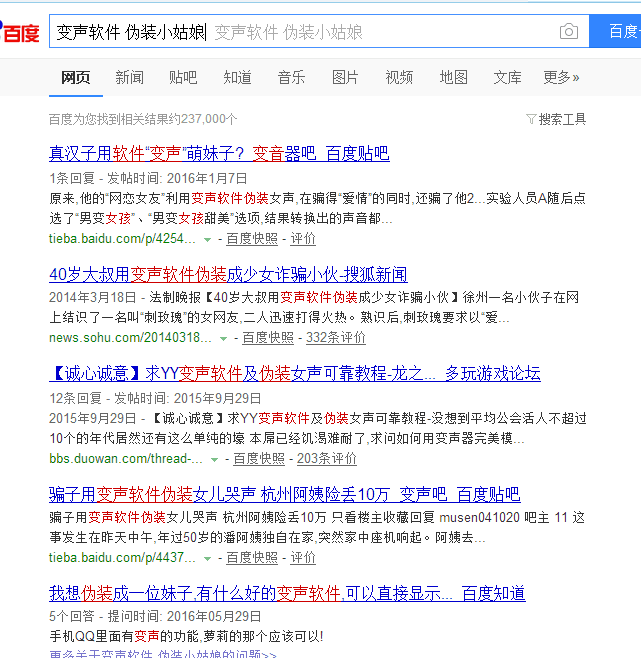 百度 变声软件 伪装小姑娘 变声软件 伪装小姑娘 百度
网页 新闻 贴吧 知道 音乐 图片 视频 地图 文库 更多»
百度为您找到相关结果约237,000个 搜索工具
真汉子用软件“变声”萌妹子？变音器吧_百度贴吧
1条回复 - 发帖时间: 2016年1月7日
原来,他的“网恋女友”利用变声软件伪装女声,在骗得“爱情”的同时,还骗了他2...实验人员A随后点
选了“男变女孩”、“男变女孩甜美”选项,结果转换出的声音都...
tieba.baidu.com/p/4254... - 百度快照 - 评价
40岁大叔用变声软件伪装成少女诈骗小伙-搜狐新闻
2014年3月18日 - 法制晚报【40岁大叔用变声软件伪装成少女诈骗小伙】徐州一名小伙子在网
上结识了一名叫“刺玫瑰”的女网友,二人迅速打得火热。熟识后,刺玫瑰要求以“爱...
news.sohu.com/20140318... - 百度快照 - 332条评价
【诚心诚意】求YY变声软件及伪装女声可靠教程-龙之..._多玩游戏论坛
12条回复 - 发帖时间: 2015年9月29日
2015年9月29日 - 【诚心诚意】求YY变声软件及伪装女声可靠教程-没想到平均公会活人不超过
10个的年代居然还有这么单纯的壕 本屌已经饥渴难耐了,求问如何用变声器完美模...
bbs.duowan.com/thread-... - 百度快照 - 203条评价
骗子用变声软件伪装女儿哭声 杭州阿姨险丢10万_变声吧_百度贴吧
骗子用变声软件伪装女儿哭声 杭州阿姨险丢10万 只看楼主收藏回复 musen041020 吧主 11 这
事发生在昨天中午,年过50岁的潘阿姨独自在家,突然家中座机响起。阿姨去...
tieba.baidu.com/p/4437... - 百度快照 - 评价
我想伪装成一位妹子,有什么好的变声软件,可以直接显示..._百度知道
5个回答 - 提问时间: 2016年05月29日
手机QQ里面有变声的功能,萝莉的那个应该可以!
更多关于变声软件 伪装小姑娘的问题>>